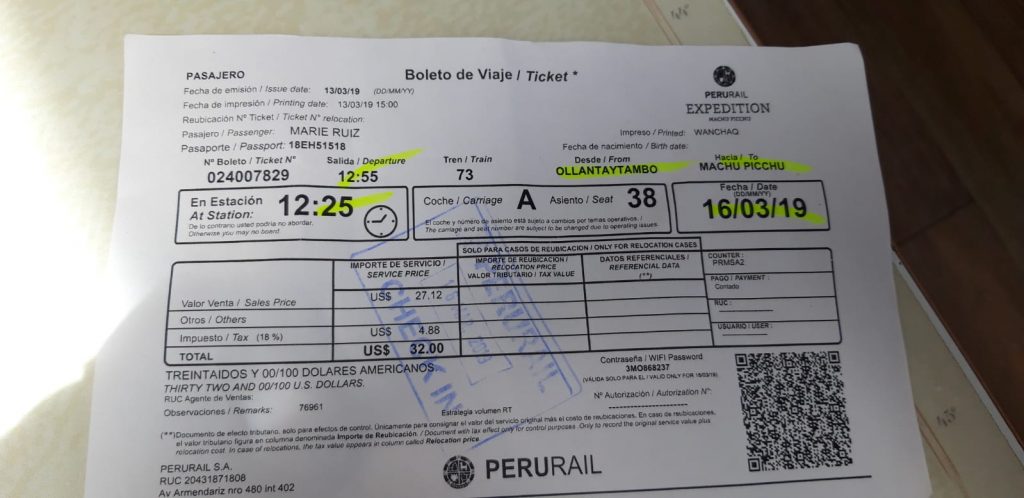 PASAJERO
Boleto de Viaje / Ticket *
Fecha de emisión / Issue date: 13/03/19 (DD/MM/YY)
Fecha de impresión / Printing date: 13/03/19 15:00
Reubicación Nº Ticket / Ticket N° relocation:
Pasajero / Passenger: MARIE RUIZ
Pasaporte / Passport: 18EH51518
PERURAIL
EXPEDITION
MACHU PICCHU
Impreso / Printed: WANCHAQ
Fecha de nacimiento / Birth date:
Nº Boleto / Ticket N° Salida / Departure Tren / Train Desde / From Hacia / To
024007829 12:55 73 OLLANTAYTAMBO MACHU PICCHU
En Estación
At Station: 12:25
De lo contrario usted podría no abordar.
Otherwise you may no board.
Coche / Carriage A Asiento / Seat 38
El coche y número de asiento está sujeto a cambios por temas operativos. /
The carriage and seat number are subject to be changed due to operating issues.
Fecha / Date
(DD/MM/YY)
16/03/19
SOLO PARA CASOS DE REUBICACION / ONLY FOR RELOCATION CASES
IMPORTE DE SERVICIO / SERVICE PRICE
IMPORTE DE REUBICACION / RELOCATION PRICE
VALOR TRIBUTARIO / TAX VALUE
DATOS REFERENCIALES / REFERENCIAL DATA
(**)
Valor Venta / Sales Price US$ 27.12
Otros / Others
Impuesto / Tax (18 %) US$ 4.88
TOTAL US$ 32.00
COUNTER :
PRMSA2
PAGO / PAYMENT :
Contado
RUC :
USUARIO / USER :
PERURAIL
CHECK IN
TREINTAIDOS Y 00/100 DOLARES AMERICANOS
THIRTY TWO AND 00/100 U.S. DOLLARS.
RUC Agente de Ventas:
Observaciones / Remarks: 76961
Estrategia volumen RT
Contraseña / WIFI Password
3MO868237
(VÁLIDA SOLO PARA EL / VALID ONLY FOR 16/03/19)
Nº Autorización / Autorization N°:
(**)Documento de efecto tributario, solo para efectos de control. Únicamente para consignar el valor del servicio original más el costo de reubicaciones. En caso de reubicaciones,
el valor tributario figura en columna denominada Importe de Reubicación. / Document with tax effect only for control purposes. Only to record the original service value plus
relocation cost. In case of relocations, the tax value appears in column called Relocation price.
PERURAIL S.A.
RUC 20431871808
Av Armendariz nro 480 int 402
PERURAIL